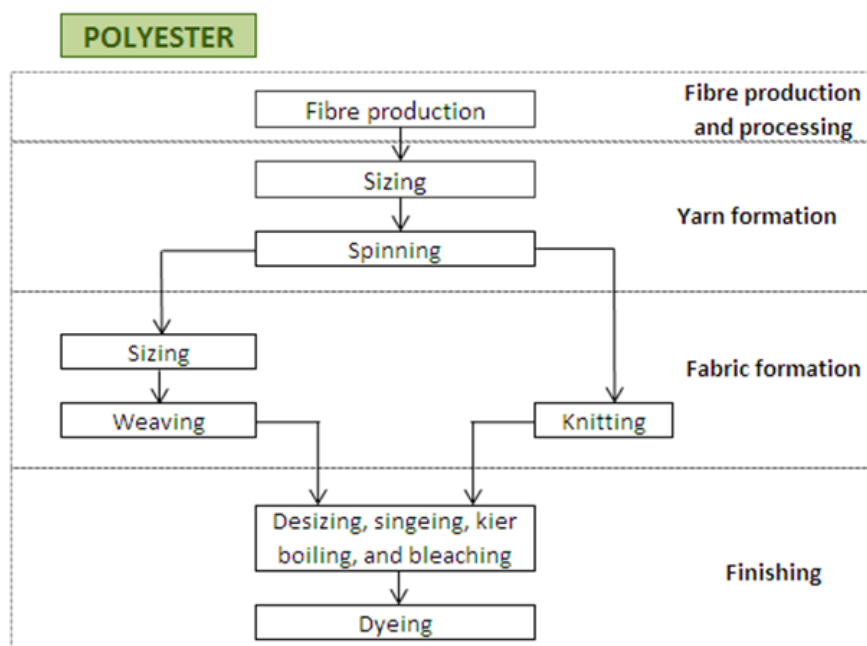 POLYESTER
Fibre production
Fibre production
and processing
Sizing
Yarn formation
Spinning
Sizing
Fabric formation
Weaving
Knitting
Desizing, singeing, kier
boiling, and bleaching
Finishing
Dyeing